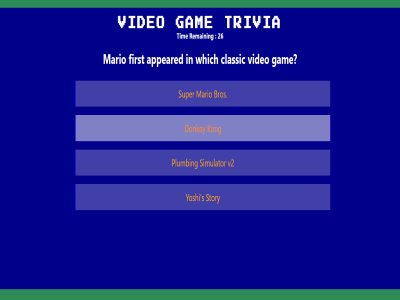 VIDEO GAME TRIVIA
Time Remaining : 26
Mario first appeared in which classic video game?
Super Mario Bros.
Donkey Kong
Plumbing Simulator v2
Yoshi's Story